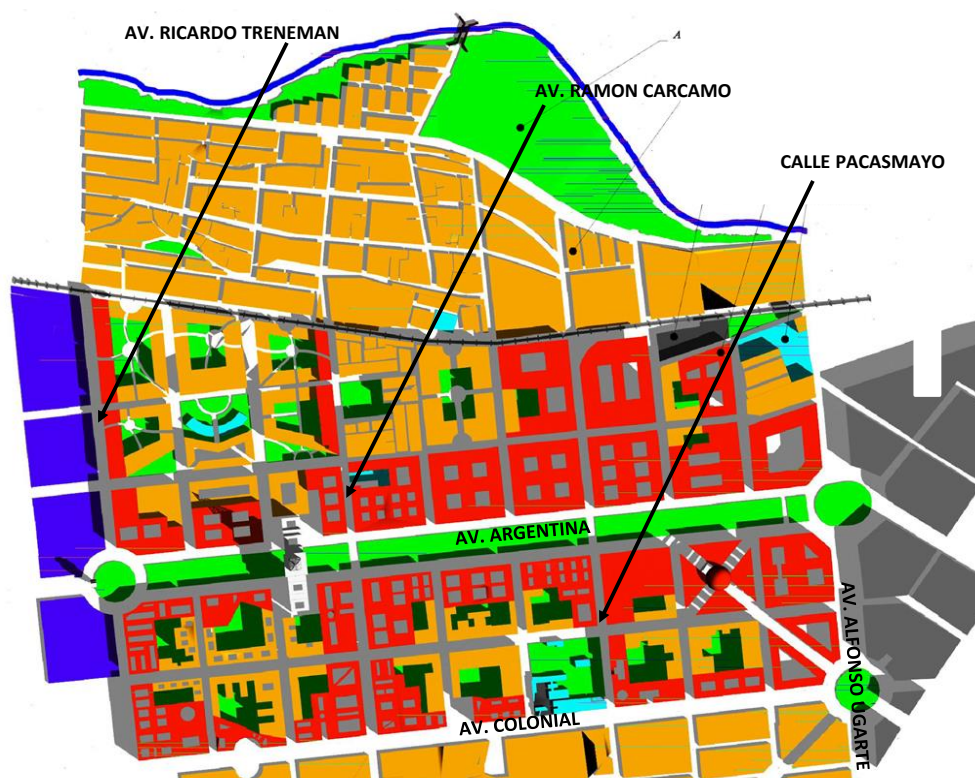 AV. RICARDO TRENEMAN
AV. RAMON CARCAMO
CALLE PACASMAYO
AV. ARGENTINA
AV. ALFONSO UGARTE
AV. COLONIAL